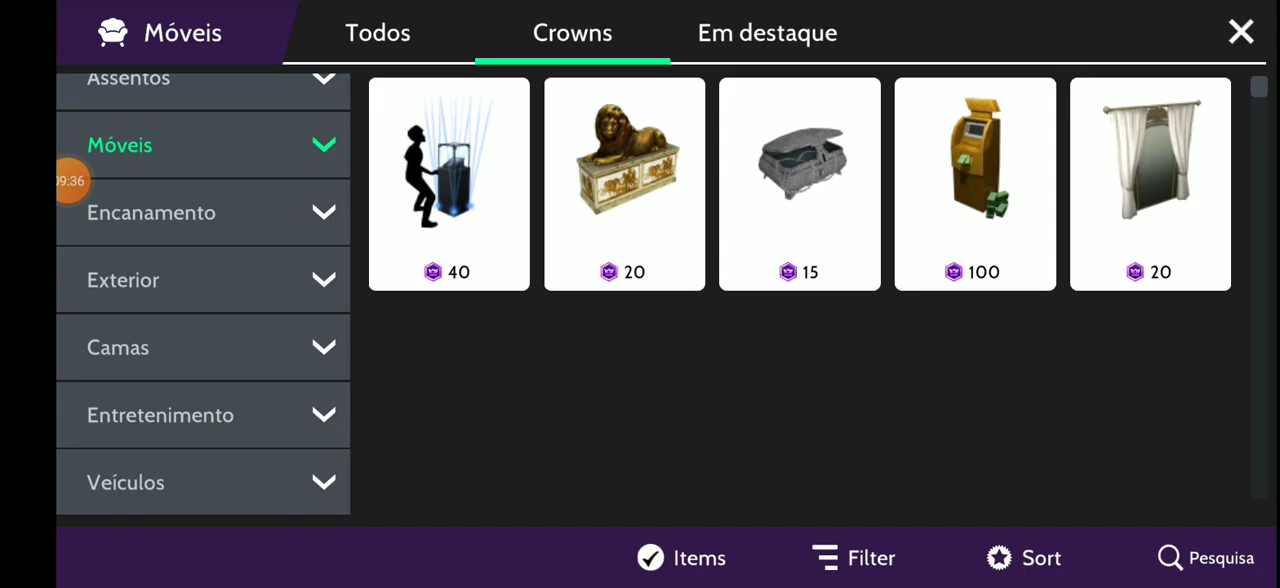 Móveis
Todos
Crowns
Em destaque
Assentos
Móveis
09:36
Encanamento
Exterior
Camas
Entretenimento
Veículos
40
20
15
100
20
Items
Filter
Sort
Pesquisa